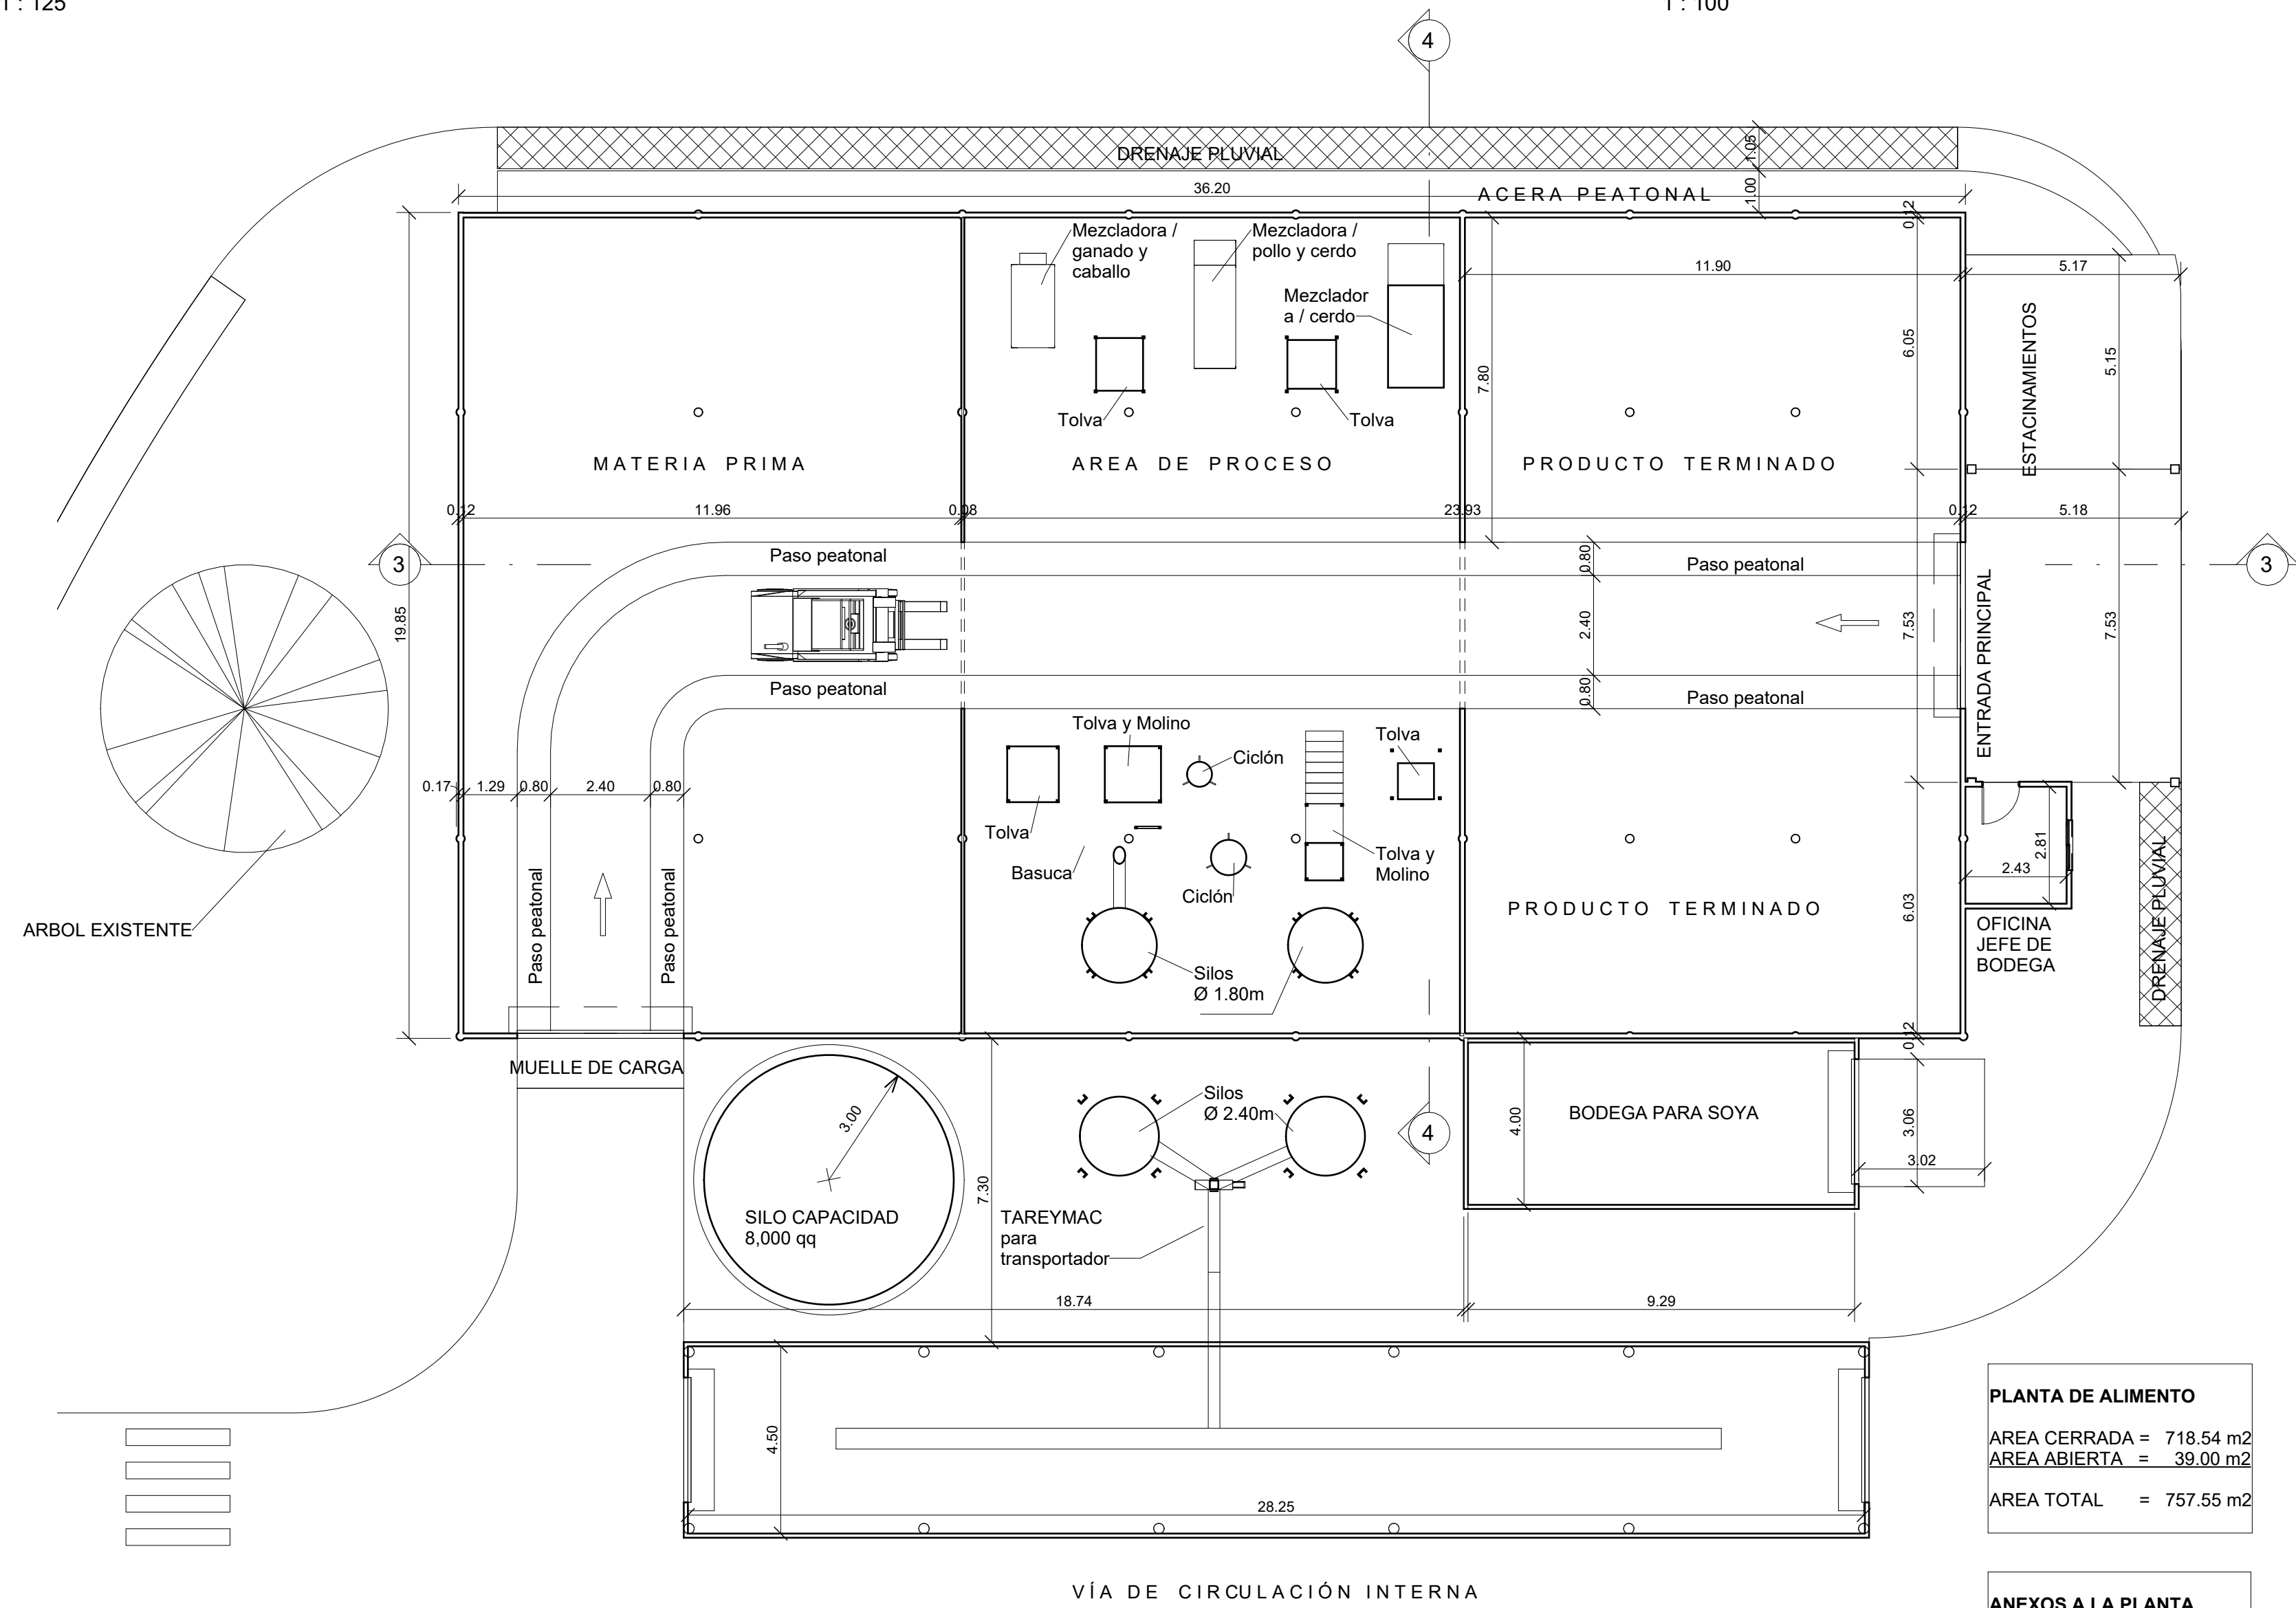 1 : 125
1 : 100
4
DRENAJE PLUVIAL
1.05
36.20
ACERA PEATONAL
1.00
0.12
Mezcladora /
ganado y
caballo
Mezcladora /
pollo y cerdo
Mezclador
a / cerdo
11.90
5.17
ESTACINAMIENTOS
6.05
5.15
7.80
Tolva
Tolva
MATERIA PRIMA
AREA DE PROCESO
PRODUCTO TERMINADO
0.12
11.96
0.08
23.93
0.12
5.18
3
Paso peatonal
0.80
Paso peatonal
3
19.85
2.40
7.53
7.53
ENTRADA PRINCIPAL
Paso peatonal
0.80
Paso peatonal
Tolva y Molino
Tolva
Ciclón
0.17
1.29
0.80
2.40
0.80
Tolva
Basuca
Tolva y
Molino
Ciclón
2.81
2.43
DRENAJE PLUVIAL
ARBOL EXISTENTE
Paso peatonal
Paso peatonal
PRODUCTO TERMINADO
6.03
OFICINA
JEFE DE
BODEGA
Silos
Ø 1.80m
0.12
MUELLE DE CARGA
3.00
Silos
Ø 2.40m
4
4.00
BODEGA PARA SOYA
3.06
3.02
7.30
SILO CAPACIDAD
8,000 qq
TAREYMAC
para
transportador
18.74
9.29
4.50
28.25
PLANTA DE ALIMENTO
AREA CERRADA = 718.54 m2
AREA ABIERTA = 39.00 m2
AREA TOTAL = 757.55 m2
VÍA DE CIRCULACIÓN INTERNA
ANEXOS A LA PLANTA